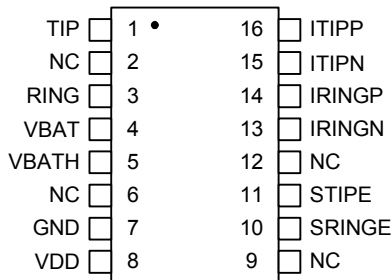 TIP 1 16 ITIPP
NC 2 15 ITIPN
RING 3 14 IRINGP
VBAT 4 13 IRINGN
VBATH 5 12 NC
NC 6 11 STIPE
GND 7 10 SRINGE
VDD 8 9 NC